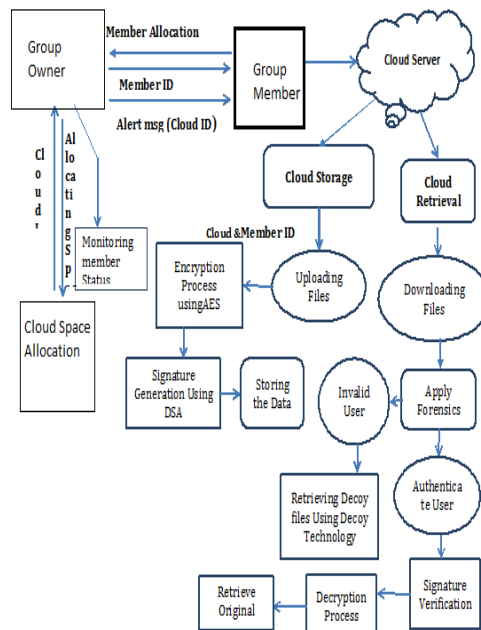 Group
Owner
Member Allocation
Member ID
Alert msg (Cloud ID)
Group
Member
Cloud Server
Cloud
Allocating Sp
Monitoring
member
Status
Cloud Space
Allocation
Cloud Storage
Cloud
Retrieval
Cloud &Member ID
Encryption
Process
usingAES
Uploading
Files
Downloading
Files
Signature
Generation Using
DSA
Storing
the Data
Invalid
User
Apply
Forensics
Retrieving Decoy
files Using Decoy
Technology
Authentica
te User
Retrieve
Original
Decryption
Process
Signature
Verification